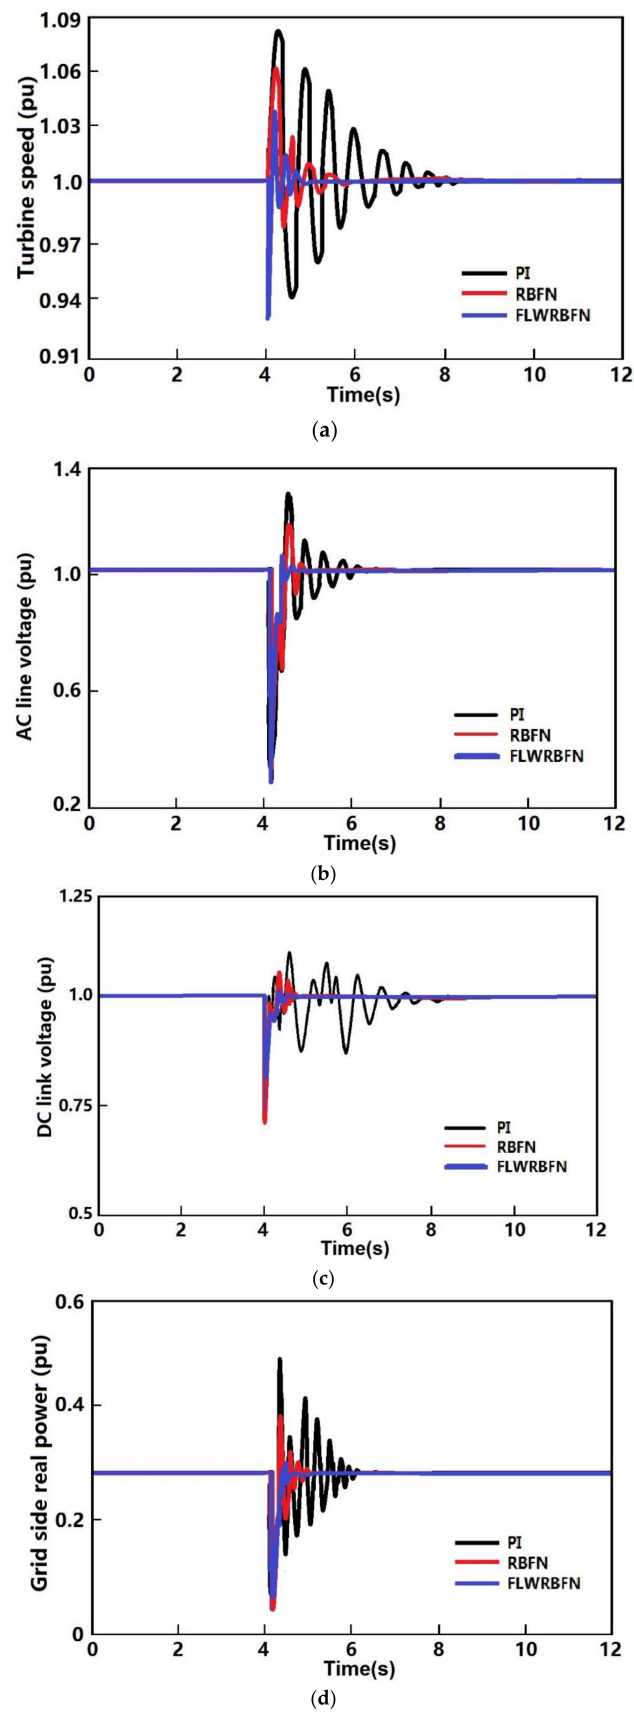 1.09
1.06
1.03
1.0
0.97
0.94
0.91
Turbine speed (pu)
PI
RBFN
FLWRBFN
0 2 4 6 8 10 12
Time(s)
(a)
1.4
1.0
0.6
0.2
AC line voltage (pu)
PI
RBFN
FLWRBFN
0 2 4 6 8 10 12
Time(s)
(b)
1.25
1.0
0.75
0.5
DC link voltage (pu)
PI
RBFN
FLWRBFN
0 2 4 6 8 10 12
Time(s)
(c)
0.6
0.4
0.2
0
Grid side real power (pu)
PI
RBFN
FLWRBFN
0 2 4 6 8 10 12
Time(s)
(d)